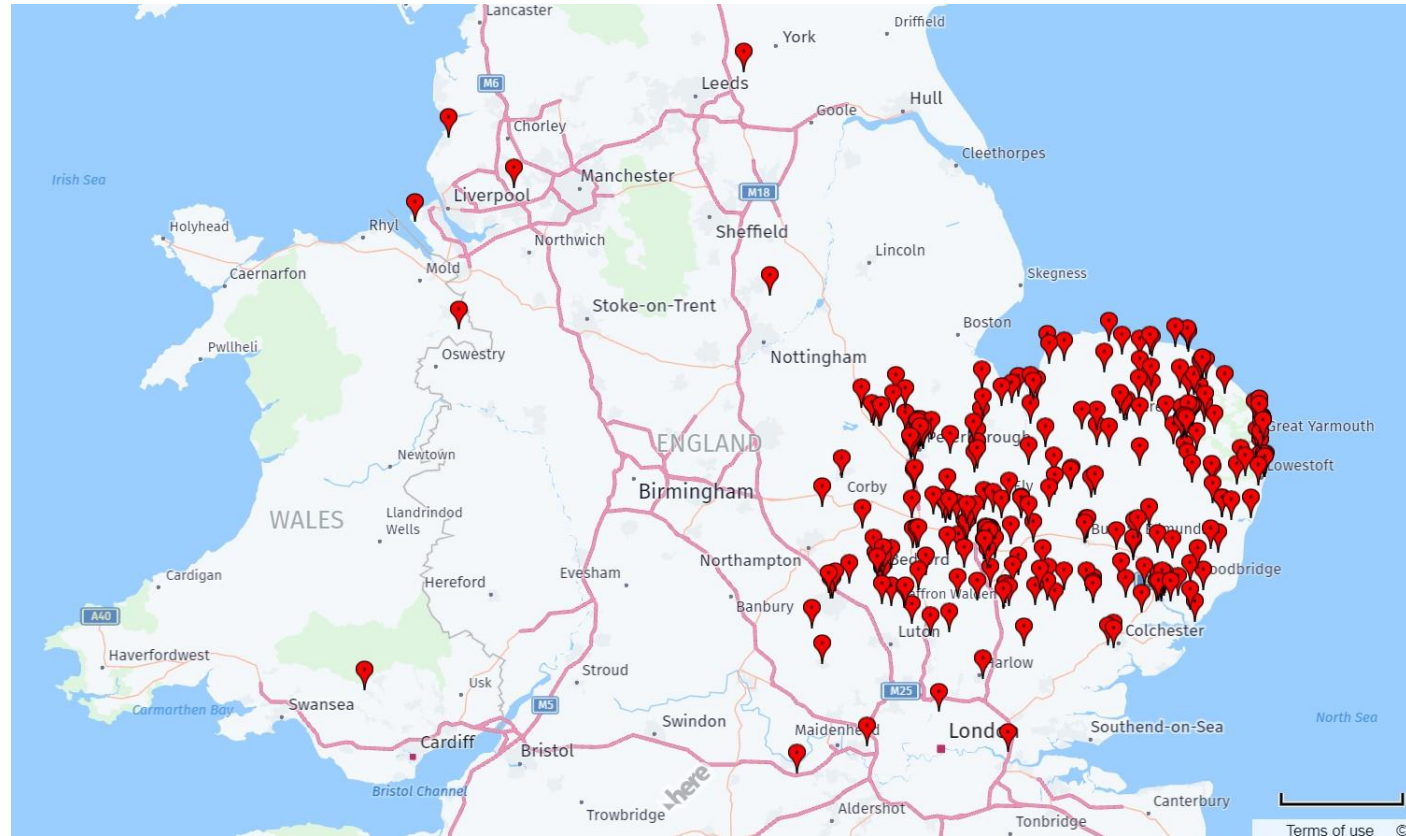 Lancaster
Driffield
York
M6
Leeds
Hull
Goole
Chorley
Cleethorpes
Irish Sea
Manchester
M18
Liverpool
Holyhead
Rhyl
Sheffield
Northwich
Lincoln
Mold
Caernarfon
Skegness
Stoke-on-Trent
Boston
Pwllheli
Oswestry
Nottingham
Great Yarmouth
ENGLAND
Newtown
Lowestoft
Birmingham
Corby
WALES
Llandrindod
Wells
Northampton
Cardigan
Hereford
Evesham
Banbury
A40
Luton
Colchester
Haverfordwest
Stroud
Usk
M25
Carmarthen Bay
Swansea
M5
Swindon
Maidenhead
London
Southend-on-Sea
North Sea
Cardiff
Bristol
Bristol Channel
here
Trowbridge
Aldershot
Canterbury
Tonbridge
Terms of use ©